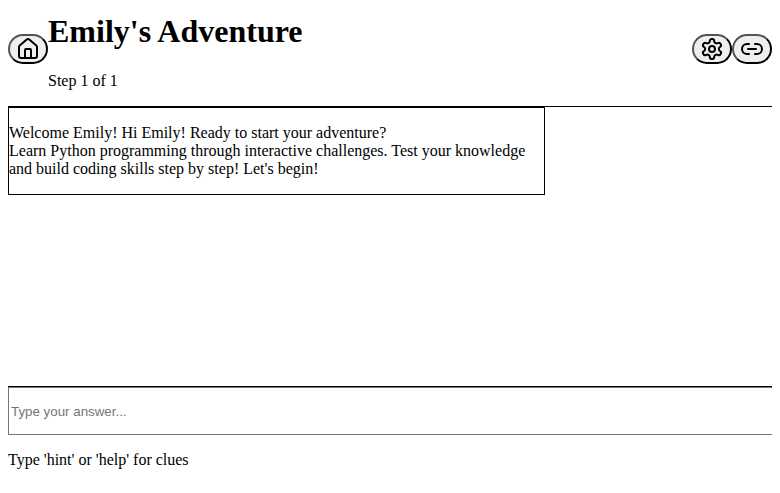 Emily's Adventure
Step 1 of 1
Welcome Emily! Hi Emily! Ready to start your adventure?
Learn Python programming through interactive challenges. Test your knowledge
and build coding skills step by step! Let's begin!
Type your answer...
Type 'hint' or 'help' for clues